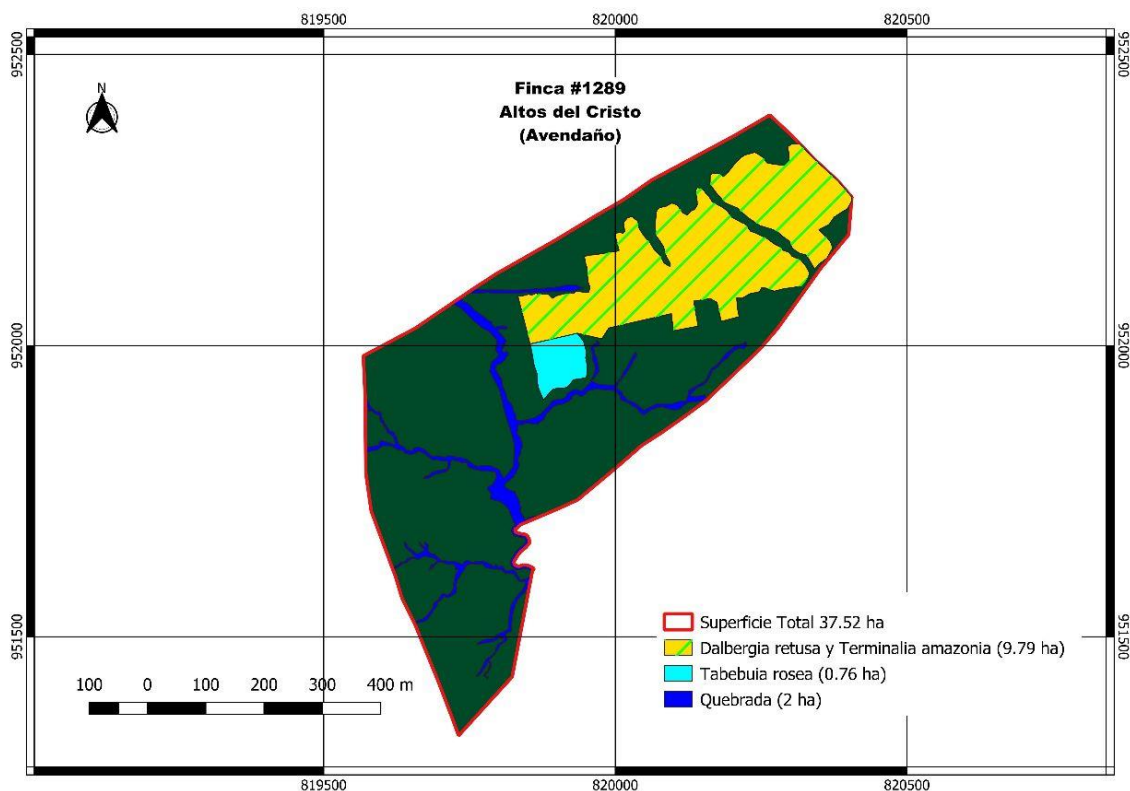 819500 820000 820500
952500 952500
N
Finca #1289
Altos del Cristo
(Avendaño)
952000 952000
951500 951500
Superficie Total 37.52 ha
Dalbergia retusa y Terminalia amazonia (9.79 ha)
Tabebuia rosea (0.76 ha)
Quebrada (2 ha)
100 0 100 200 300 400 m
819500 820000 820500